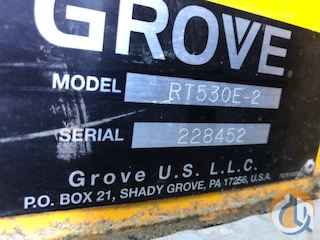 GROVE
MODEL RT530E-2
SERIAL 228452
Grove U.S. L.L.C.
P.O. BOX 21, SHADY GROVE, PA 17256, U.S.A.